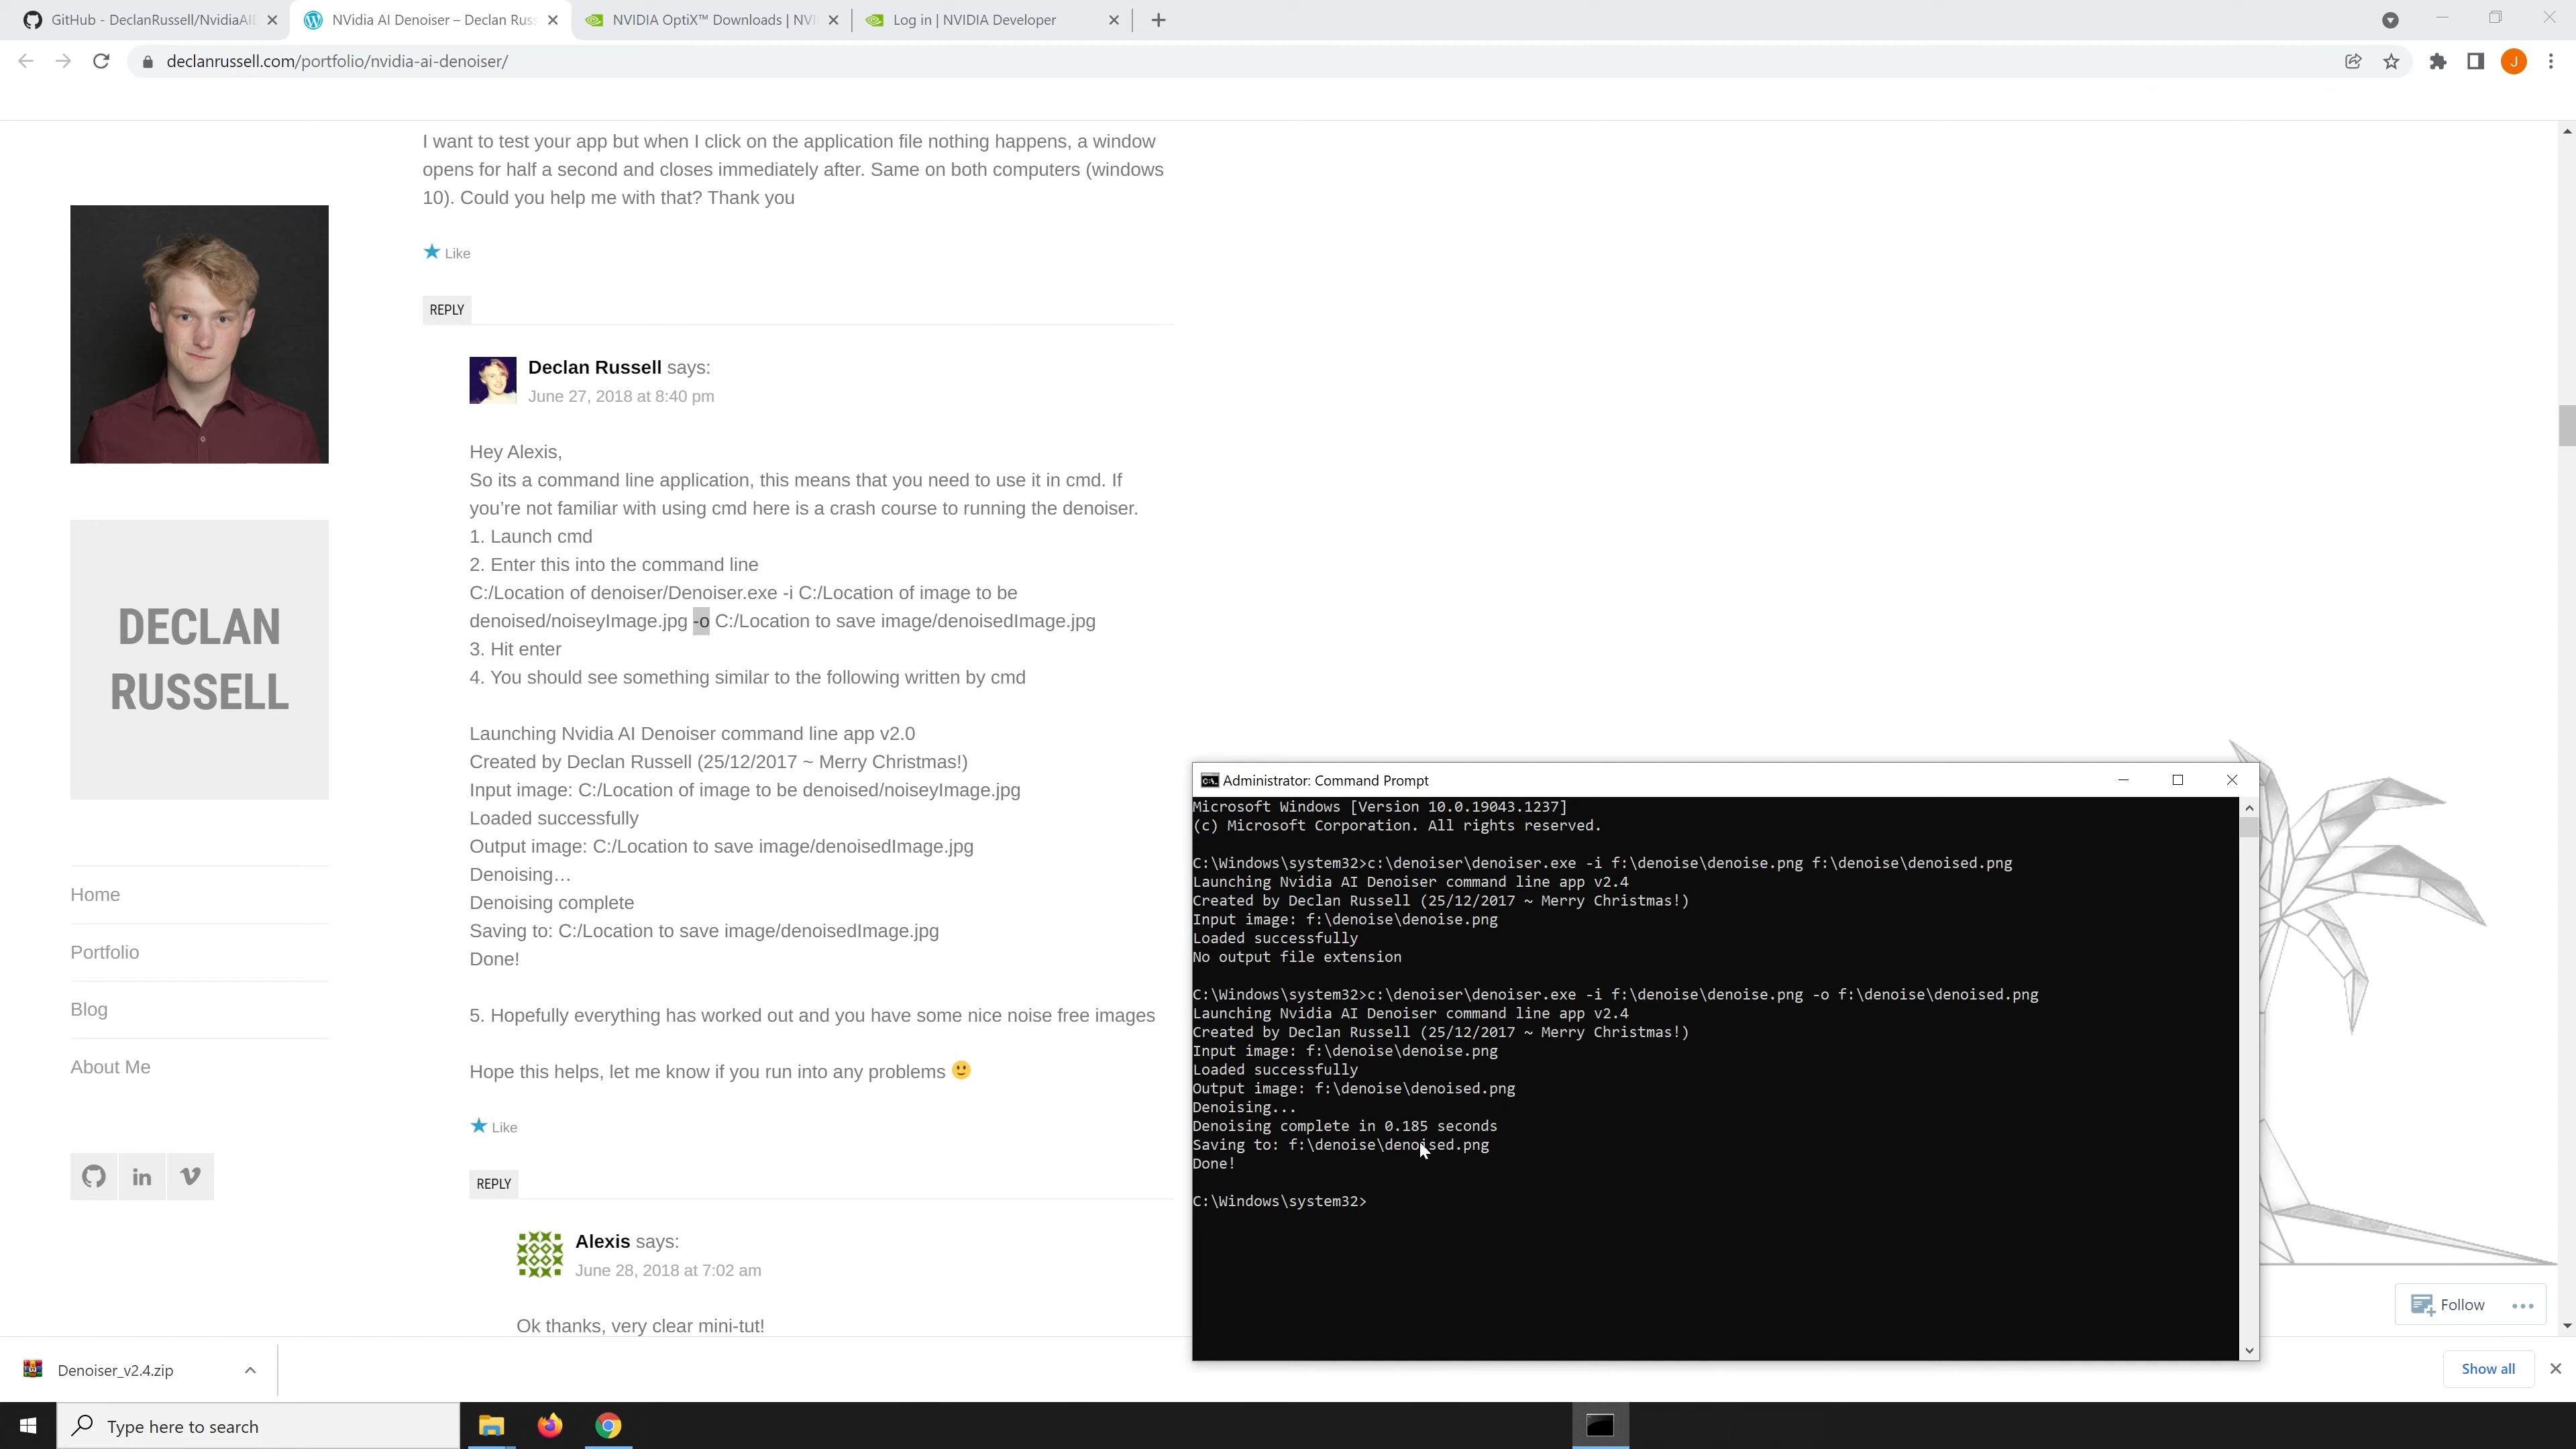 GitHub - DeclanRussell/NvidiaAI
NVidia AI Denoiser – Declan Russ
NVIDIA OptiX™ Downloads | NVI
Log in | NVIDIA Developer
declanrussell.com/portfolio/nvidia-ai-denoiser/
J
I want to test your app but when I click on the application file nothing happens, a window
opens for half a second and closes immediately after. Same on both computers (windows
10). Could you help me with that? Thank you
Like
REPLY
Declan Russell says:
June 27, 2018 at 8:40 pm
Hey Alexis,
So its a command line application, this means that you need to use it in cmd. If
you're not familiar with using cmd here is a crash course to running the denoiser.
1. Launch cmd
2. Enter this into the command line
C:/Location of denoiser/Denoiser.exe -i C:/Location of image to be
denoised/noiseyImage.jpg -o C:/Location to save image/denoisedImage.jpg
3. Hit enter
4. You should see something similar to the following written by cmd
Launching Nvidia AI Denoiser command line app v2.0
Created by Declan Russell (25/12/2017 ~ Merry Christmas!)
Input image: C:/Location of image to be denoised/noiseyImage.jpg
Loaded successfully
Output image: C:/Location to save image/denoisedImage.jpg
Denoising…
Denoising complete
Saving to: C:/Location to save image/denoisedImage.jpg
Done!
5. Hopefully everything has worked out and you have some nice noise free images
Hope this helps, let me know if you run into any problems 🙂
Like
REPLY
Alexis says:
June 28, 2018 at 7:02 am
Ok thanks, very clear mini-tut!
DECLAN
RUSSELL
Home
Portfolio
Blog
About Me
in
Administrator: Command Prompt
Microsoft Windows [Version 10.0.19043.1237]
(c) Microsoft Corporation. All rights reserved.
C:\Windows\system32>c:\denoiser\denoiser.exe -i f:\denoise\denoise.png f:\denoise\denoised.png
Launching Nvidia AI Denoiser command line app v2.4
Created by Declan Russell (25/12/2017 ~ Merry Christmas!)
Input image: f:\denoise\denoise.png
Loaded successfully
No output file extension
C:\Windows\system32>c:\denoiser\denoiser.exe -i f:\denoise\denoise.png -o f:\denoise\denoised.png
Launching Nvidia AI Denoiser command line app v2.4
Created by Declan Russell (25/12/2017 ~ Merry Christmas!)
Input image: f:\denoise\denoise.png
Loaded successfully
Output image: f:\denoise\denoised.png
Denoising...
Denoising complete in 0.185 seconds
Saving to: f:\denoise\denoised.png
Done!
C:\Windows\system32>
Follow
Denoiser_v2.4.zip
Show all
Type here to search